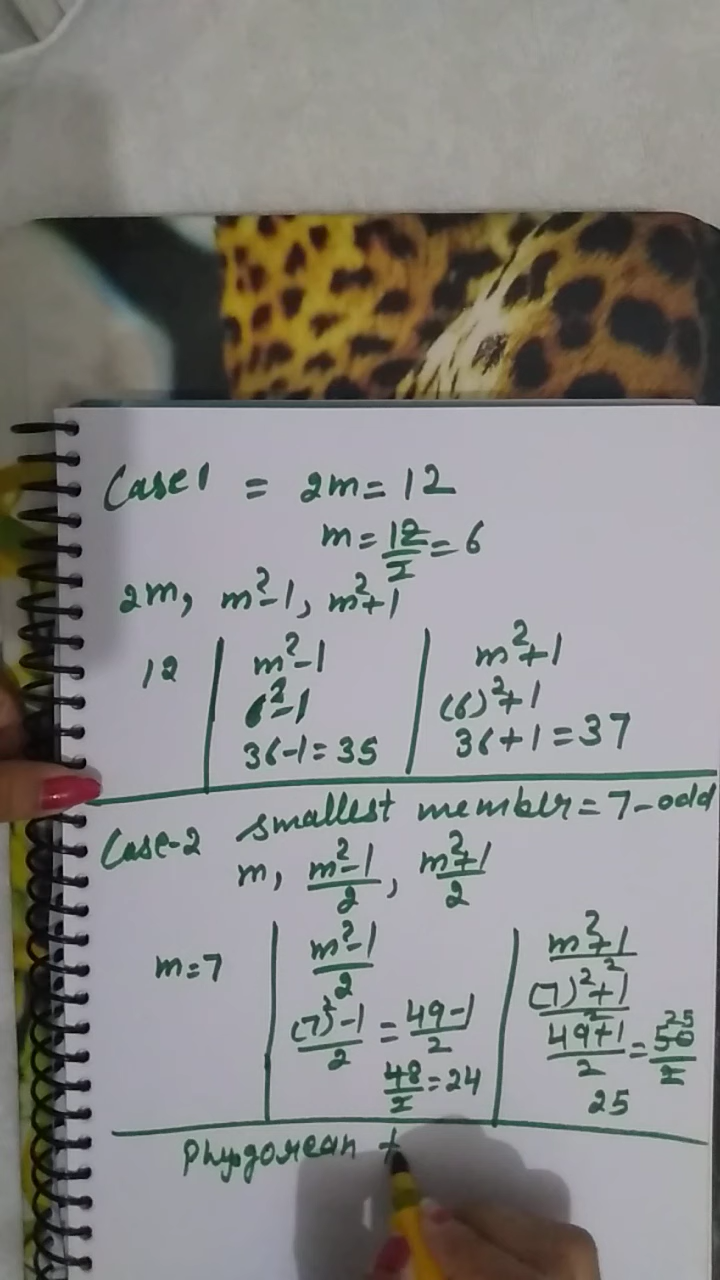 Case 1 = 2m = 12
m = 12/2 = 6
2m, m²-1, m²+1
12 | m²-1 | m²+1
6²-1 | (6)²+1
36-1 = 35 | 36+1 = 37
Case-2 smallest member = 7-odd
m, m²-1/2, m²+1/2
m=7 | m²-1/2 | m²+1/2
(7)²-1/2 = 49-1/2 | (7)²+1/2
48/2 = 24 | 49+1/2 = 50/2 25
25
Phygorean t